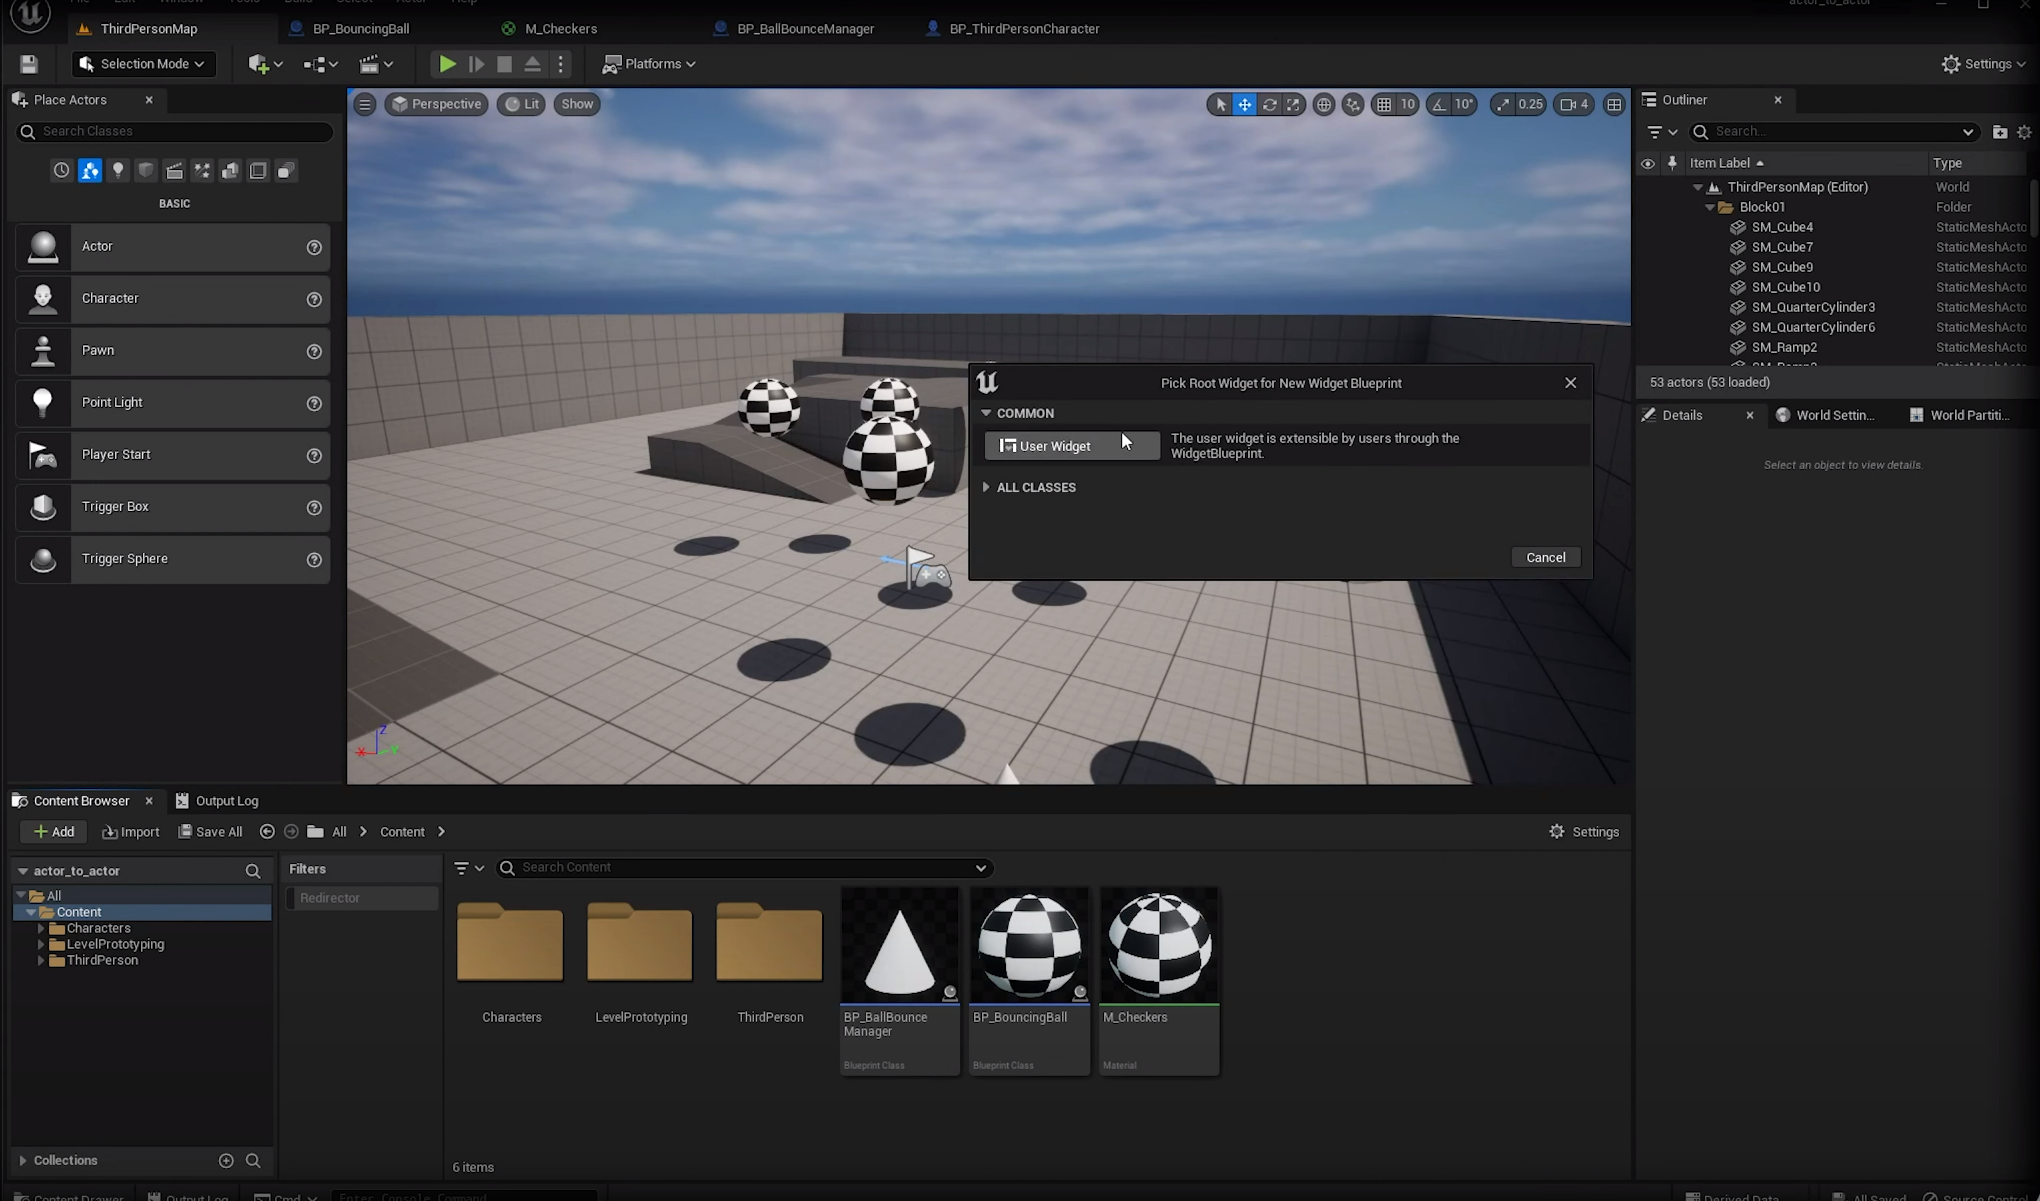 actor_to_actor
ThirdPersonMap
BP_BouncingBall
M_Checkers
BP_BallBounceManager
BP_ThirdPersonCharacter
Selection Mode
Platforms
Settings
Place Actors
Search Classes
BASIC
Actor
Character
Pawn
Point Light
Player Start
Trigger Box
Trigger Sphere
Perspective
Lit
Show
10
10°
0.25
4
Z
X
Y
Pick Root Widget for New Widget Blueprint
COMMON
User Widget
The user widget is extensible by users through the
WidgetBlueprint.
ALL CLASSES
Cancel
Outliner
Search...
Item Label
Type
ThirdPersonMap (Editor)
World
Block01
Folder
SM_Cube4
StaticMeshActo
SM_Cube7
StaticMeshActo
SM_Cube9
StaticMeshActo
SM_Cube10
StaticMeshActo
SM_QuarterCylinder3
StaticMeshActo
SM_QuarterCylinder6
StaticMeshActo
SM_Ramp2
StaticMeshActo
53 actors (53 loaded)
Details
World Settin...
World Partiti...
Select an object to view details.
Content Browser
Output Log
Add
Import
Save All
All
Content
Settings
actor_to_actor
All
Content
Characters
LevelPrototyping
ThirdPerson
Collections
Filters
Redirector
Search Content
Characters
LevelPrototyping
ThirdPerson
BP_BallBounce
Manager
Blueprint Class
BP_BouncingBall
Blueprint Class
M_Checkers
Material
6 items
Content Drawer
Output Log
Cmd
Enter Console Command
Derived Data
All Saved
Source Control